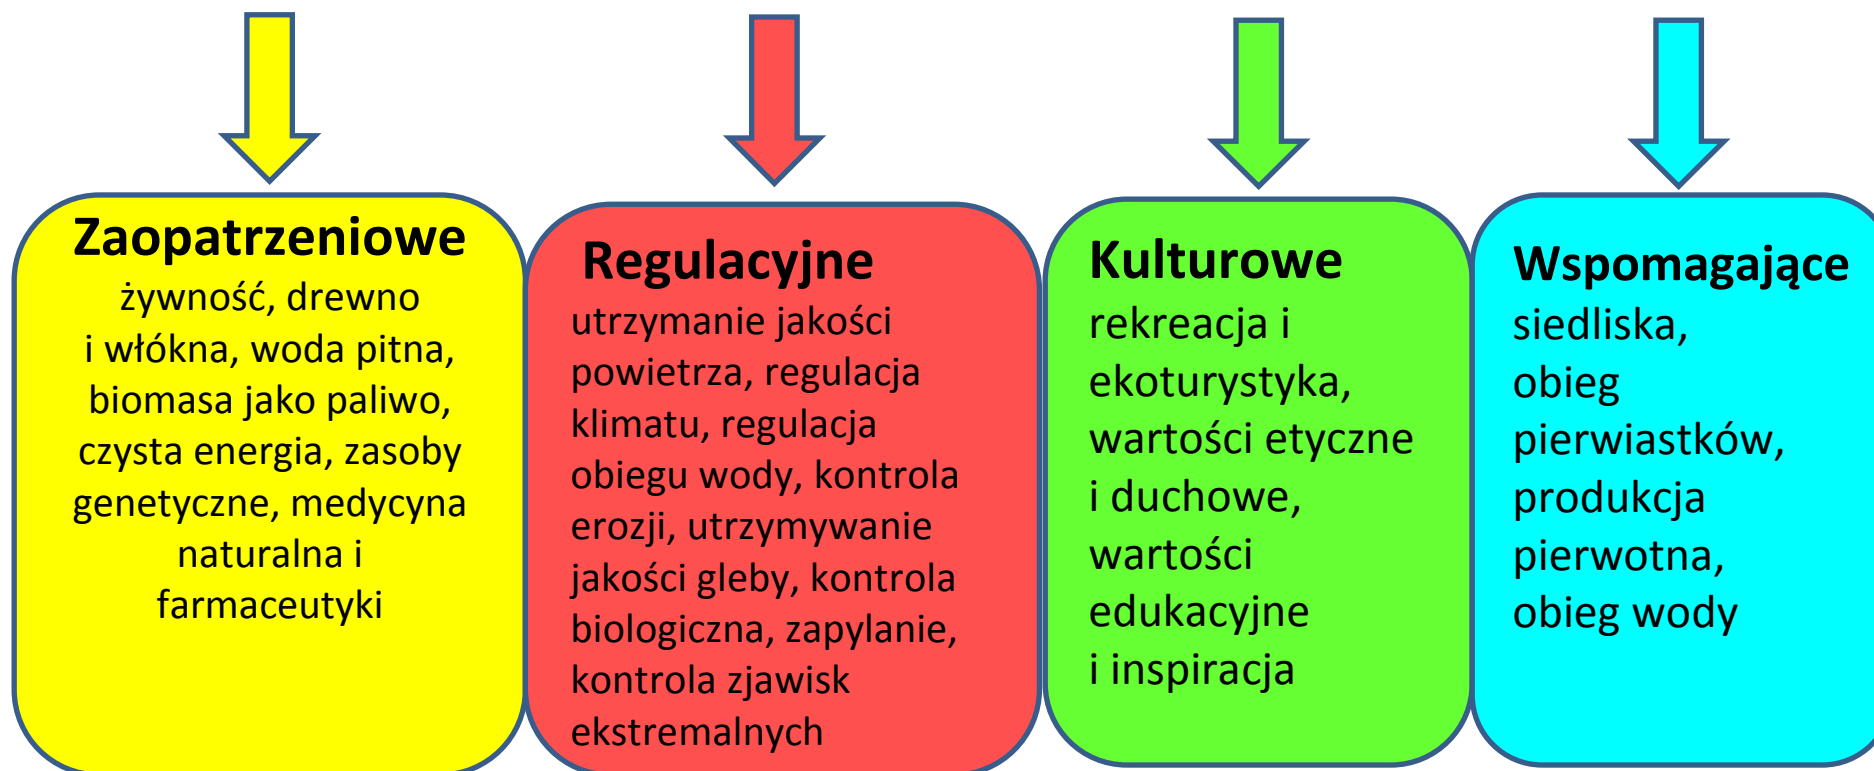 Zaopatrzeniowe
żywność, drewno
i włókna, woda pitna,
biomasa jako paliwo,
czysta energia, zasoby
genetyczne, medycyna
naturalna i
farmaceutyki
Regulacyjne
utrzymanie jakości
powietrza, regulacja
klimatu, regulacja
obiegu wody, kontrola
erozji, utrzymywanie
jakości gleby, kontrola
biologiczna, zapylanie,
kontrola zjawisk
ekstremalnych
Kulturowe
rekreacja i
ekoturystyka,
wartości etyczne
i duchowe,
wartości
edukacyjne
i inspiracja
Wspomagające
siedliska,
obieg
pierwiastków,
produkcja
pierwotna,
obieg wody